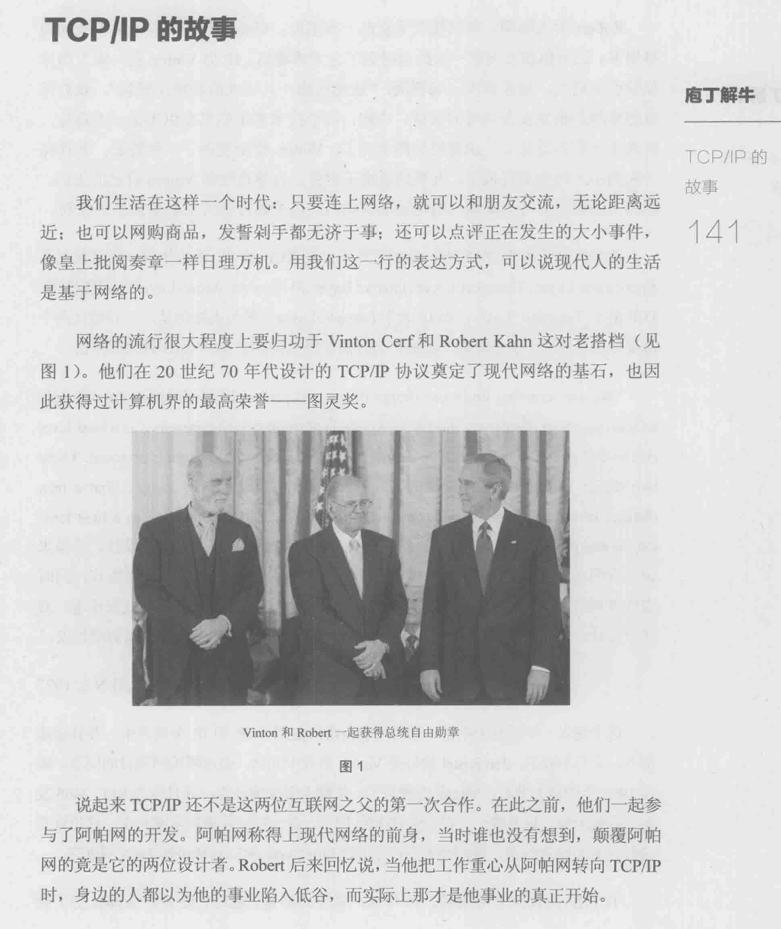 TCP/IP 的故事
庖丁解牛
TCP/IP 的
故事
141
我们生活在这样一个时代：只要连上网络，就可以和朋友交流，无论距离远
近；也可以网购商品，发誓剁手都无济于事；还可以点评正在发生的大小事件，
像皇上批阅奏章一样日理万机。用我们这一行的表达方式，可以说现代人的生活
是基于网络的。
网络的流行很大程度上要归功于 Vinton Cerf 和 Robert Kahn 这对老搭档（见
图 1）。他们在 20 世纪 70 年代设计的 TCP/IP 协议奠定了现代网络的基石，也因
此获得过计算机界的最高荣誉——图灵奖。
Vinton 和 Robert 一起获得总统自由勋章
图 1
说起来 TCP/IP 还不是这两位互联网之父的第一次合作。在此之前，他们一起参
与了阿帕网的开发。阿帕网称得上现代网络的前身，当时谁也没有想到，颠覆阿帕
网的竟是它的两位设计者。Robert 后来回忆说，当他把工作重心从阿帕网转向 TCP/IP
时，身边的人都以为他的事业陷入低谷，而实际上那才是他事业的真正开始。